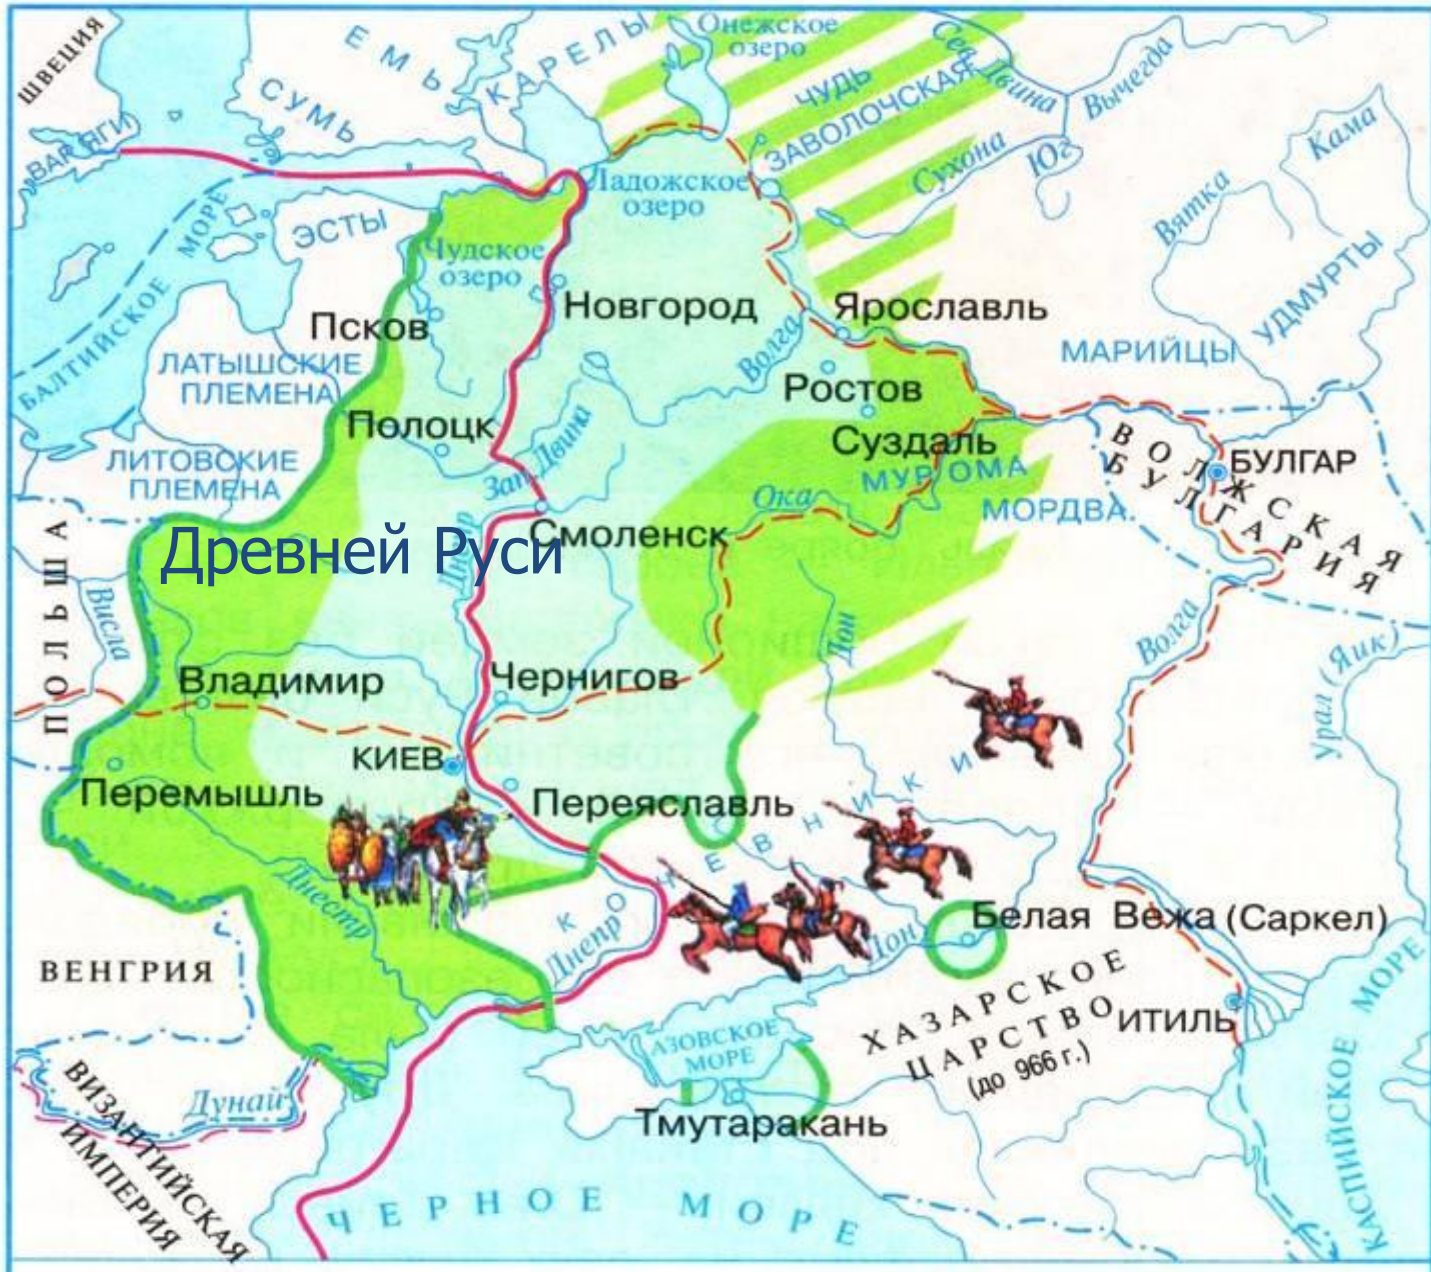 ШВЕЦИЯ
ЕМЬ
КАРЕЛЫ
Онежское
озеро
Сев. Двина
Вычегда
СУМЬ
ЧУДЬ
ЗАВОЛОЧСКАЯ
Кама
ВАРЯГИ
Сухона
Юг
Ладожское
озеро
Вятка
ЭСТЫ
Чудское
озеро
БАЛТИЙСКОЕ МОРЕ
УДМУРТЫ
Псков
Новгород
Волга
Ярославль
МАРИЙЦЫ
ЛАТЫШСКИЕ
ПЛЕМЕНА
Ростов
Полоцк
Зап. Двина
Суздаль
ЛИТОВСКИЕ
ПЛЕМЕНА
МУРОМА
БУЛГАР
ВОЛЖСКАЯ
БУЛГАРИЯ
Ока
МОРДВА.
Смоленск
Древней Руси
Днепр
ПОЛЬША
Висла
Дон
Волга
Урал (Яик)
Владимир
Чернигов
КИЕВ
Перемышль
Переяславль
КОЧЕВНИКИ
Днестр
Днепр
Дон
Белая Вежа (Саркел)
ВЕНГРИЯ
ХАЗАРСКОЕ
ЦАРСТВО
(до 966 г.)
ИТИЛЬ
АЗОВСКОЕ
МОРЕ
Дунай
Тмутаракань
ВИЗАНТИЙСКАЯ
ИМПЕРИЯ
ЧЕРНОЕ МОРЕ
КАСПИЙСКОЕ МОРЕ